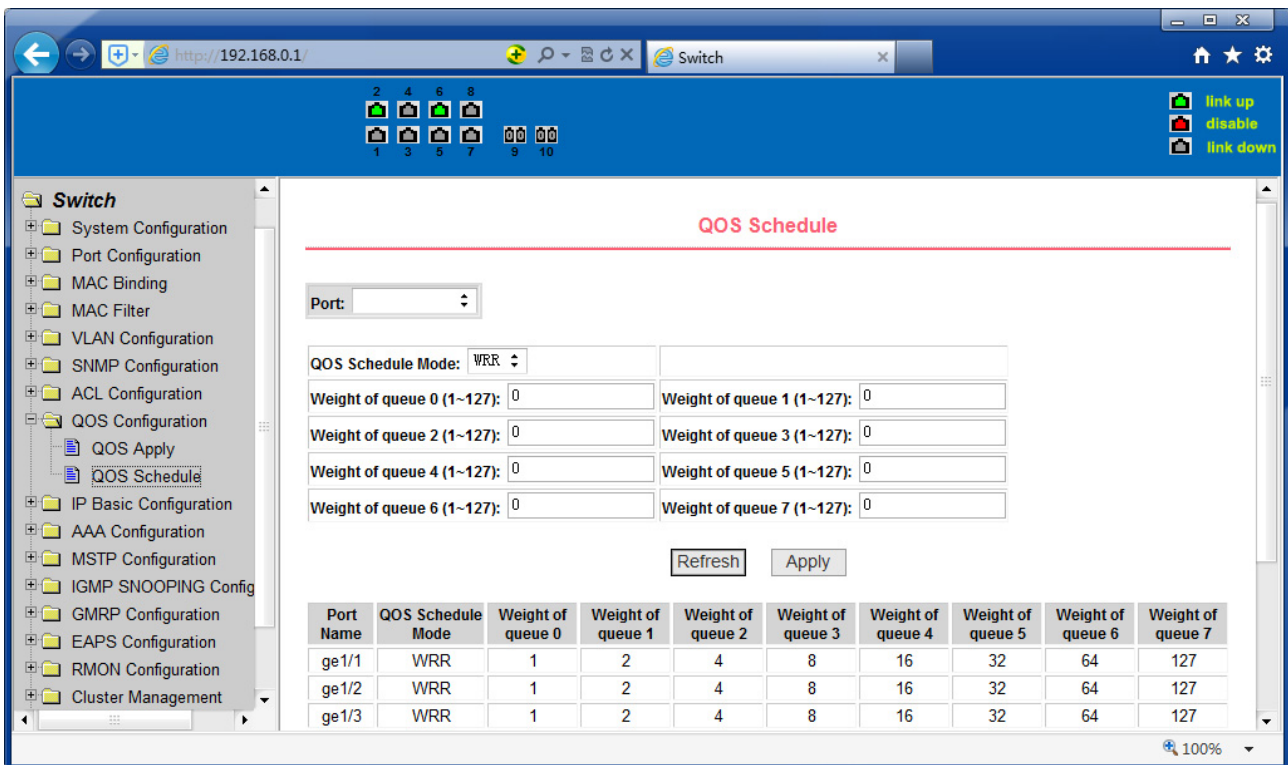 http://192.168.0.1/
Switch
2 4 6 8
1 3 5 7 9 10
link up
disable
link down
Switch
System Configuration
Port Configuration
MAC Binding
MAC Filter
VLAN Configuration
SNMP Configuration
ACL Configuration
QOS Configuration
QOS Apply
QOS Schedule
IP Basic Configuration
AAA Configuration
MSTP Configuration
IGMP SNOOPING Config
GMRP Configuration
EAPS Configuration
RMON Configuration
Cluster Management
QOS Schedule
Port:
QOS Schedule Mode: WRR
Weight of queue 0 (1~127): 0 Weight of queue 1 (1~127): 0
Weight of queue 2 (1~127): 0 Weight of queue 3 (1~127): 0
Weight of queue 4 (1~127): 0 Weight of queue 5 (1~127): 0
Weight of queue 6 (1~127): 0 Weight of queue 7 (1~127): 0
Refresh Apply
Port QOS Schedule Weight of Weight of Weight of Weight of Weight of Weight of Weight of Weight of
Name Mode queue 0 queue 1 queue 2 queue 3 queue 4 queue 5 queue 6 queue 7
ge1/1 WRR 1 2 4 8 16 32 64 127
ge1/2 WRR 1 2 4 8 16 32 64 127
ge1/3 WRR 1 2 4 8 16 32 64 127
100%